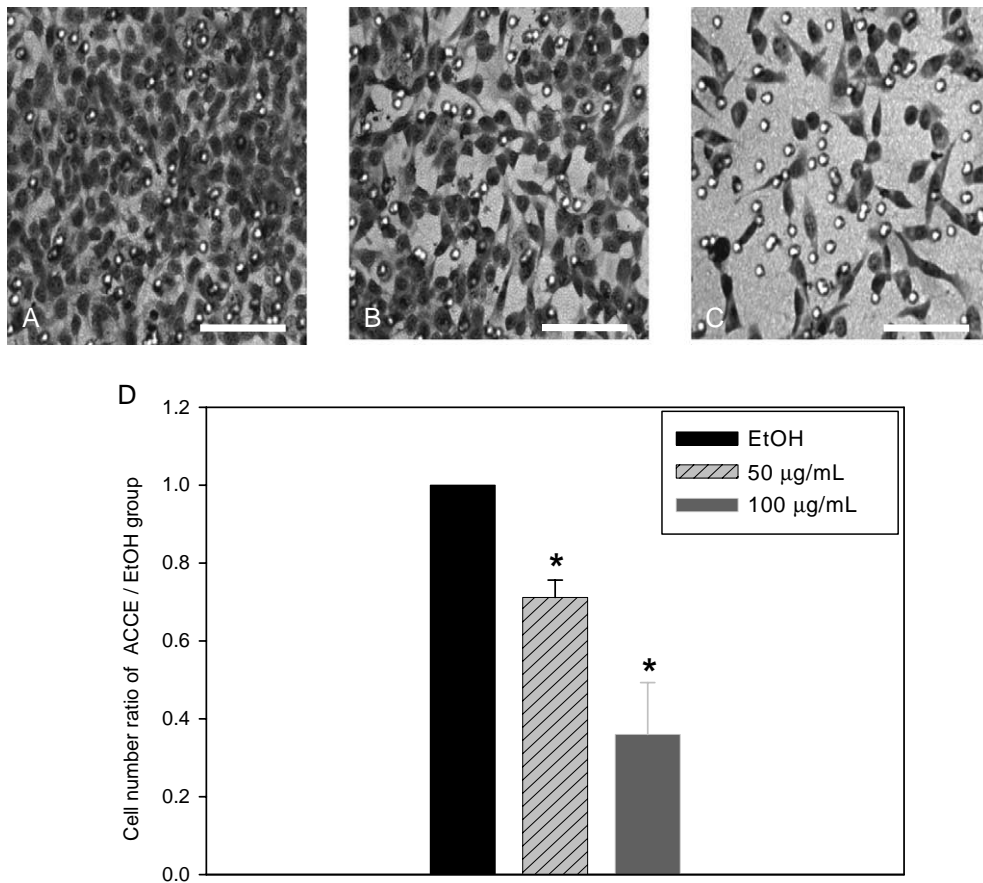 A
B
C
D
Cell number ratio of ACCE / EtOH group
1.2
1.0
0.8
0.6
0.4
0.2
0.0
*
*
EtOH
50 μg/mL
100 μg/mL